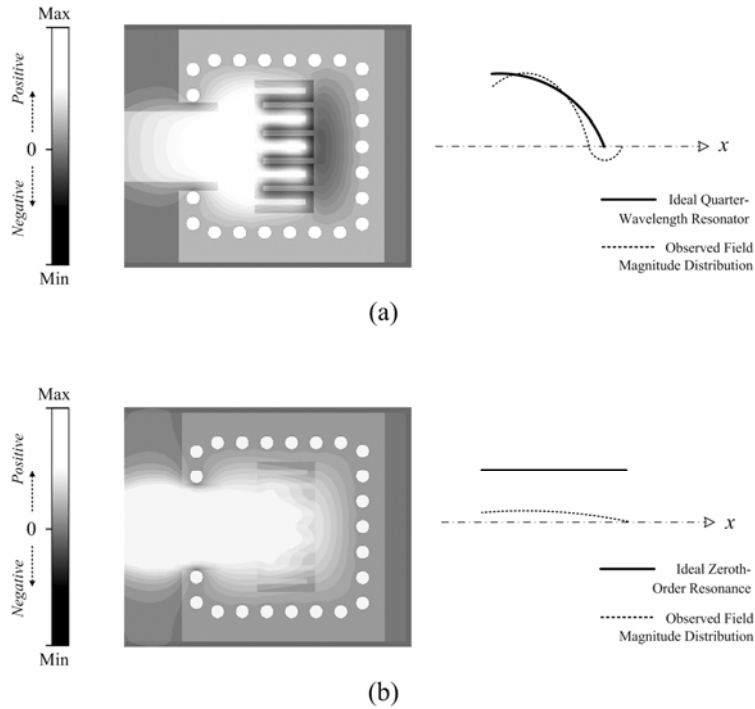 Max
Positive
0
Negative
Min
x
Ideal Quarter-
Wavelength Resonator
Observed Field
Magnitude Distribution
(a)
Max
Positive
0
Negative
Min
x
Ideal Zeroth-
Order Resonance
Observed Field
Magnitude Distribution
(b)